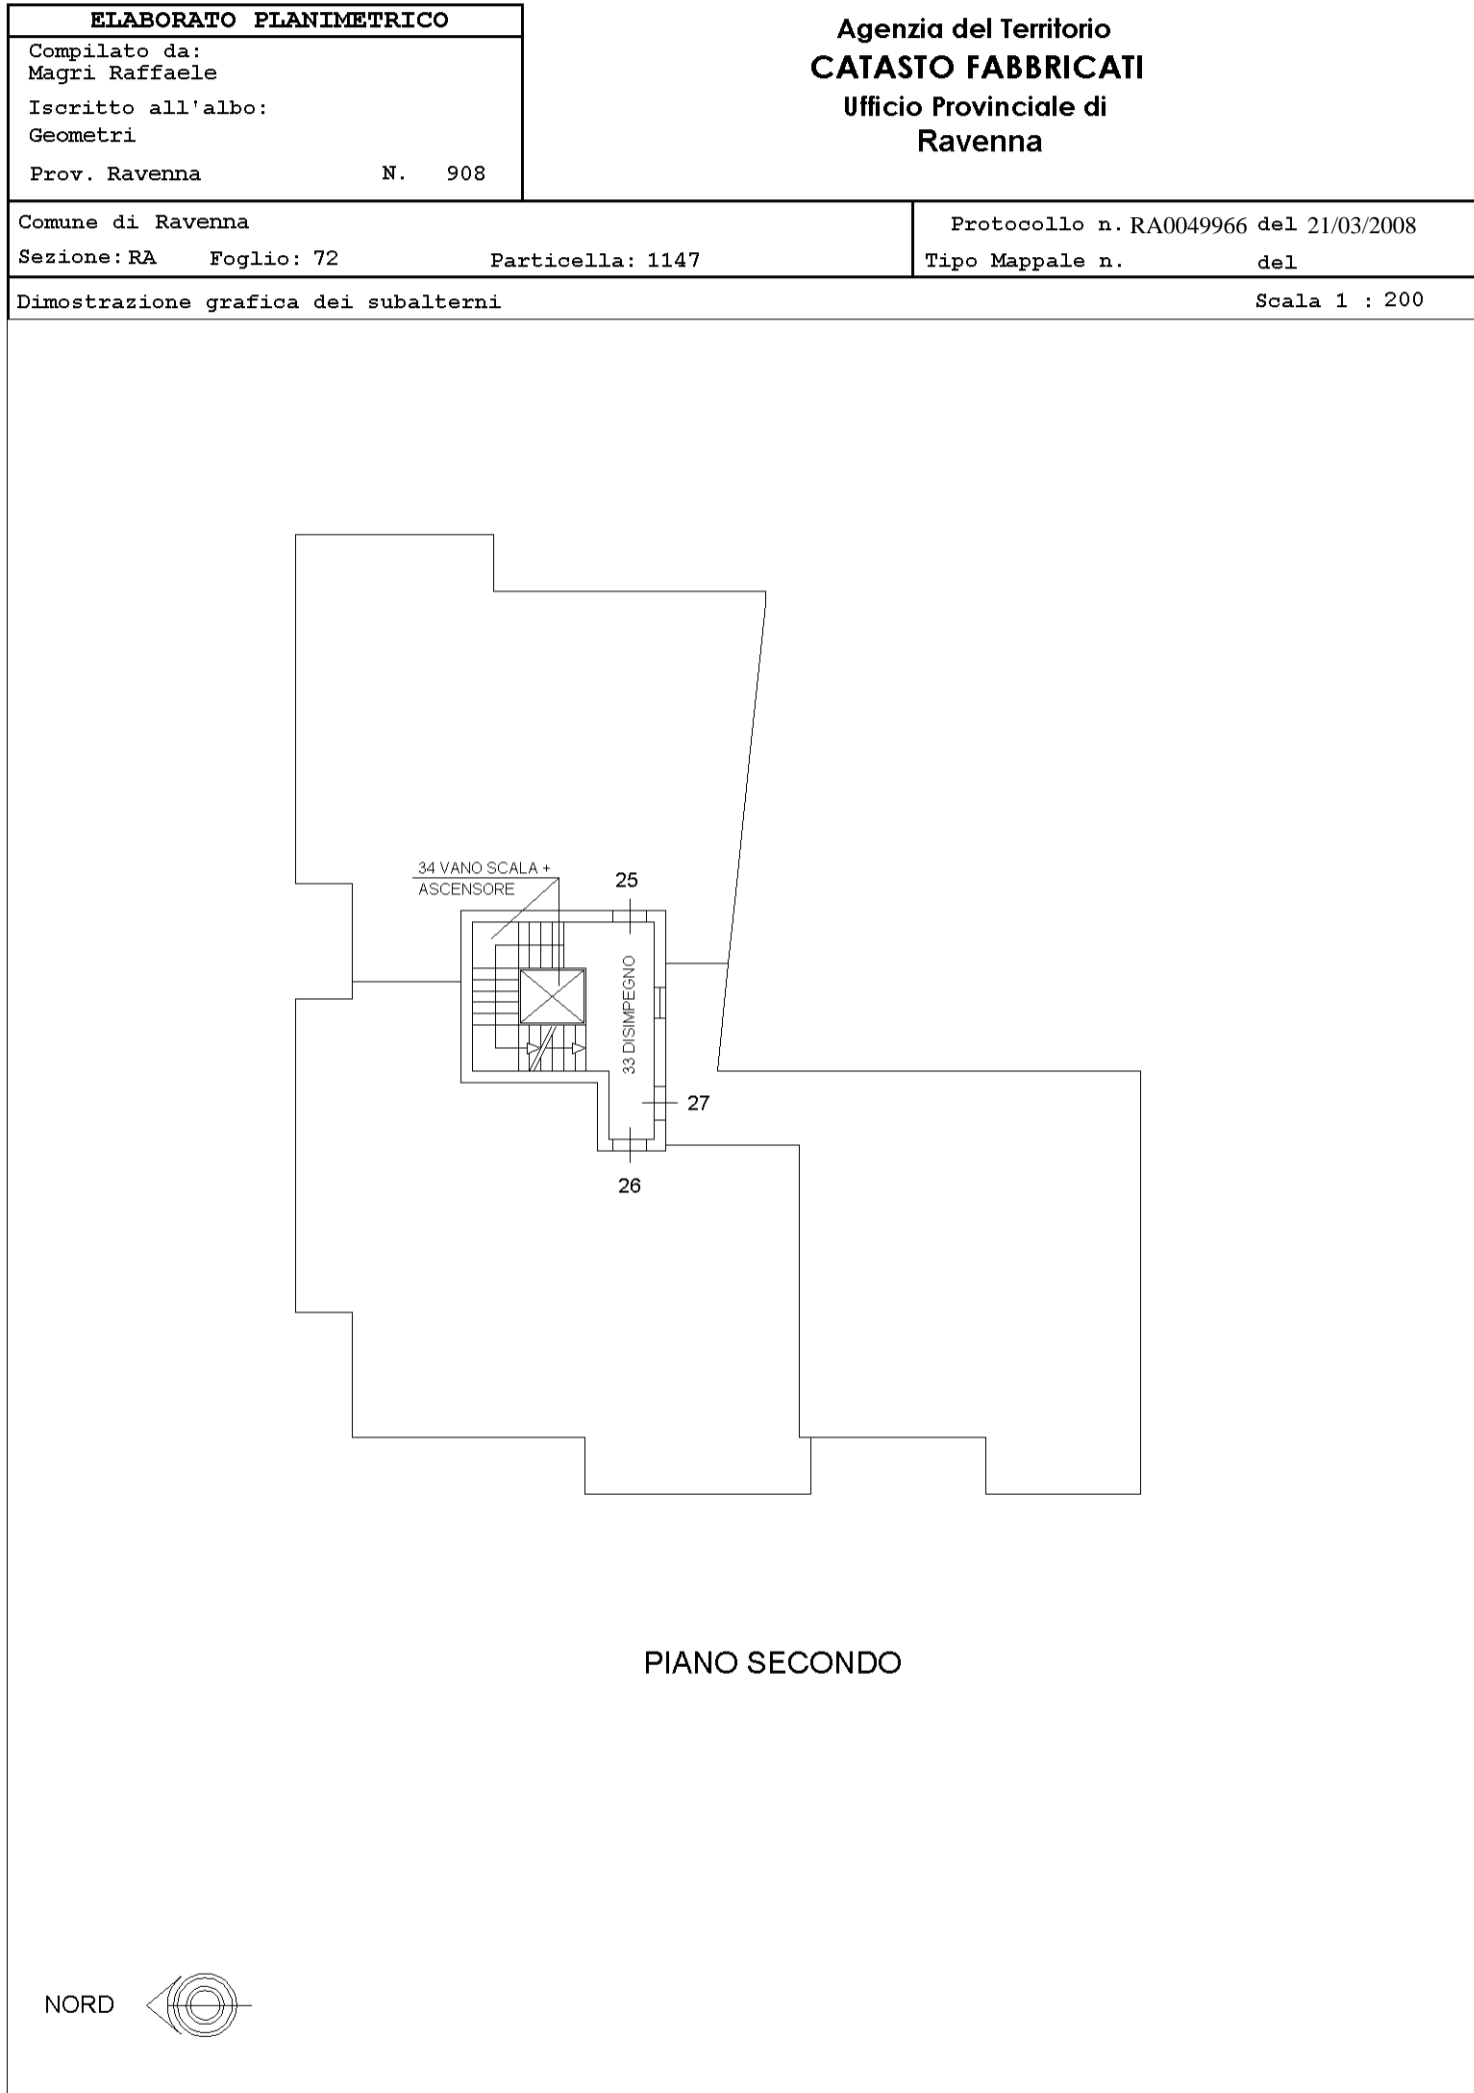 ELABORATO PLANIMETRICO
Compilato da:
Magri Raffaele
Iscritto all'albo:
Geometri
Prov. Ravenna N. 908
Agenzia del Territorio
CATASTO FABBRICATI
Ufficio Provinciale di
Ravenna
Comune di Ravenna
Sezione: RA Foglio: 72 Particella: 1147
Protocollo n. RA0049966 del 21/03/2008
Tipo Mappale n. del
Dimostrazione grafica dei subalterni Scala 1 : 200
34 VANO SCALA +
ASCENSORE
25
33 DISIMPEGNO
27
26
PIANO SECONDO
NORD